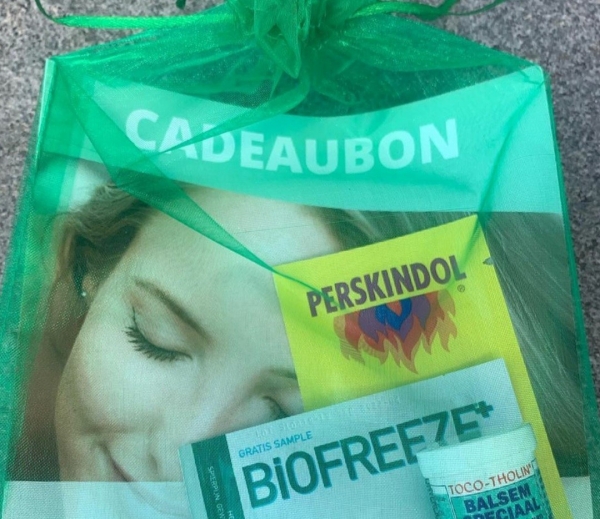 CADEAUBON
PERSKINDOL®
GRATIS SAMPLE
BiOFREEZE+
TOCO-THOLIN®
BALSEM
SPECIAAL